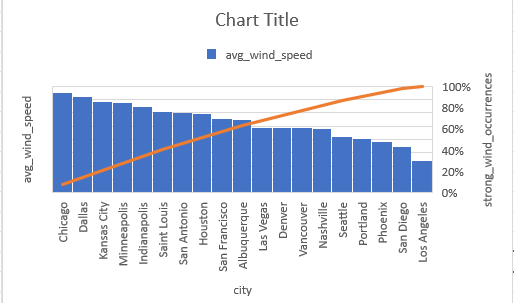 Chart Title
avg_wind_speed
avg_wind_speed
100%
80%
60%
40%
20%
0%
strong_wind_occurrences
Chicago
Dallas
Kansas City
Minneapolis
Indianapolis
Saint Louis
San Antonio
Houston
San Francisco
Albuquerque
Las Vegas
Denver
Vancouver
Nashville
Seattle
Portland
Phoenix
San Diego
Los Angeles
city